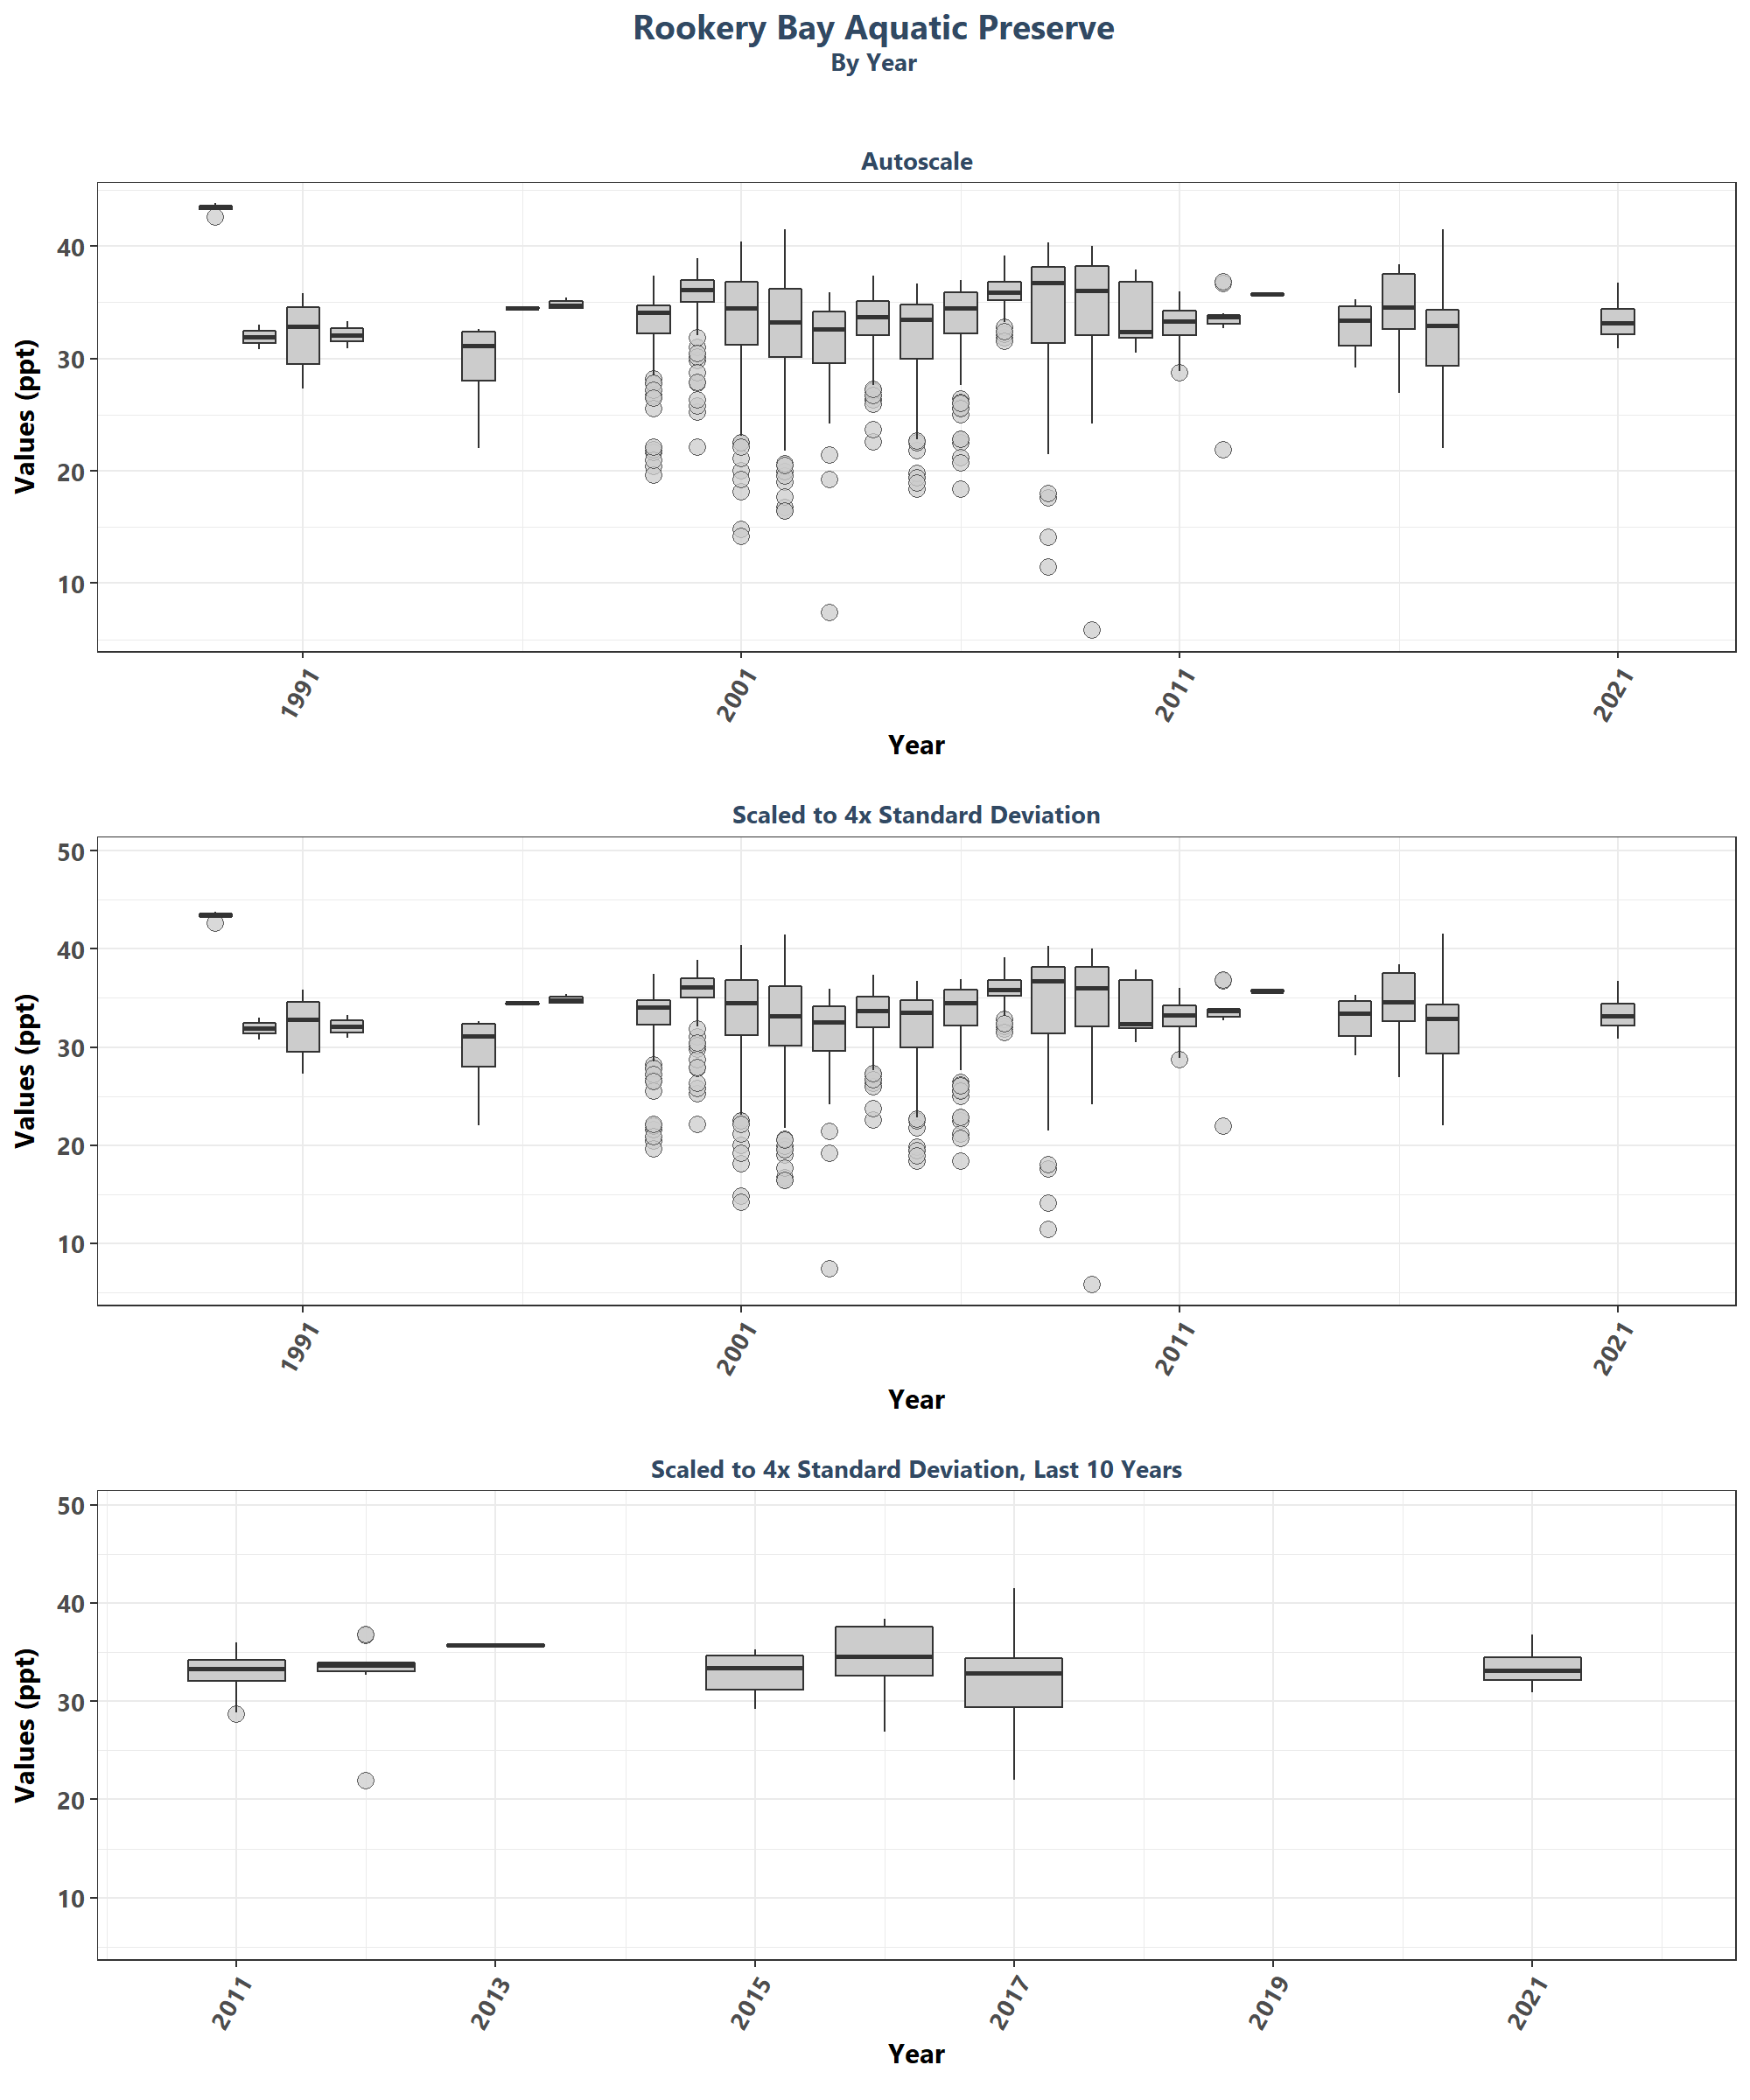 Rookery Bay Aquatic Preserve
By Year
Autoscale
Values (ppt)
40
30
20
10
1991
2001
2011
2021
Year
Scaled to 4x Standard Deviation
Values (ppt)
50
40
30
20
10
1991
2001
2011
2021
Year
Scaled to 4x Standard Deviation, Last 10 Years
Values (ppt)
50
40
30
20
10
2011
2013
2015
2017
2019
2021
Year